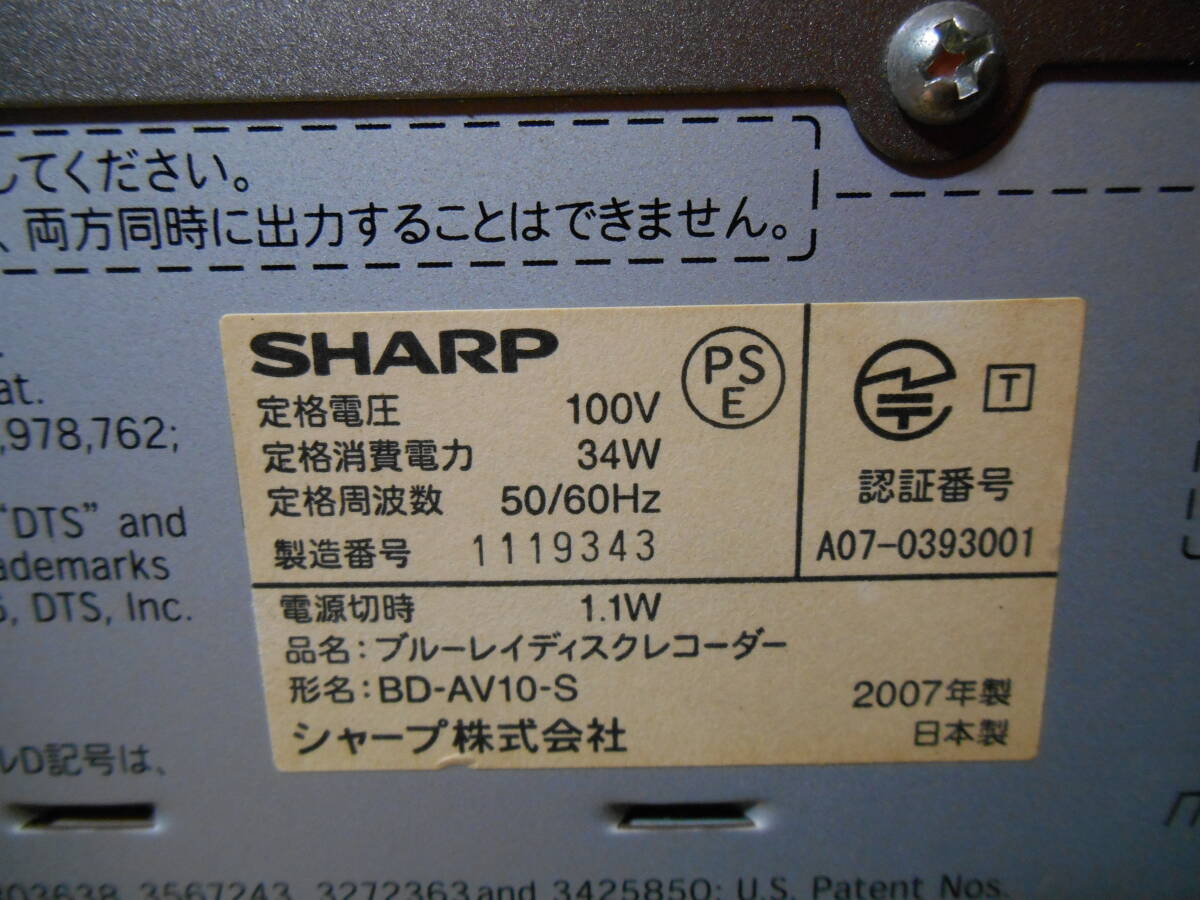 してください。
、両方同時に出力することはできません。
at.
,978,762;
"DTS" and
ademarks
, DTS, Inc.
D記号は、
SHARP
PS
E
定格電圧 100V
定格消費電力 34W
定格周波数 50/60Hz
製造番号 1119343
T
認証番号
A07-0393001
電源切時 1.1W
品名：ブルーレイディスクレコーダー
形名：BD-AV10-S
2007年製
シャープ株式会社
日本製
3567243, 3272363and 3425850; U.S. Patent Nos.